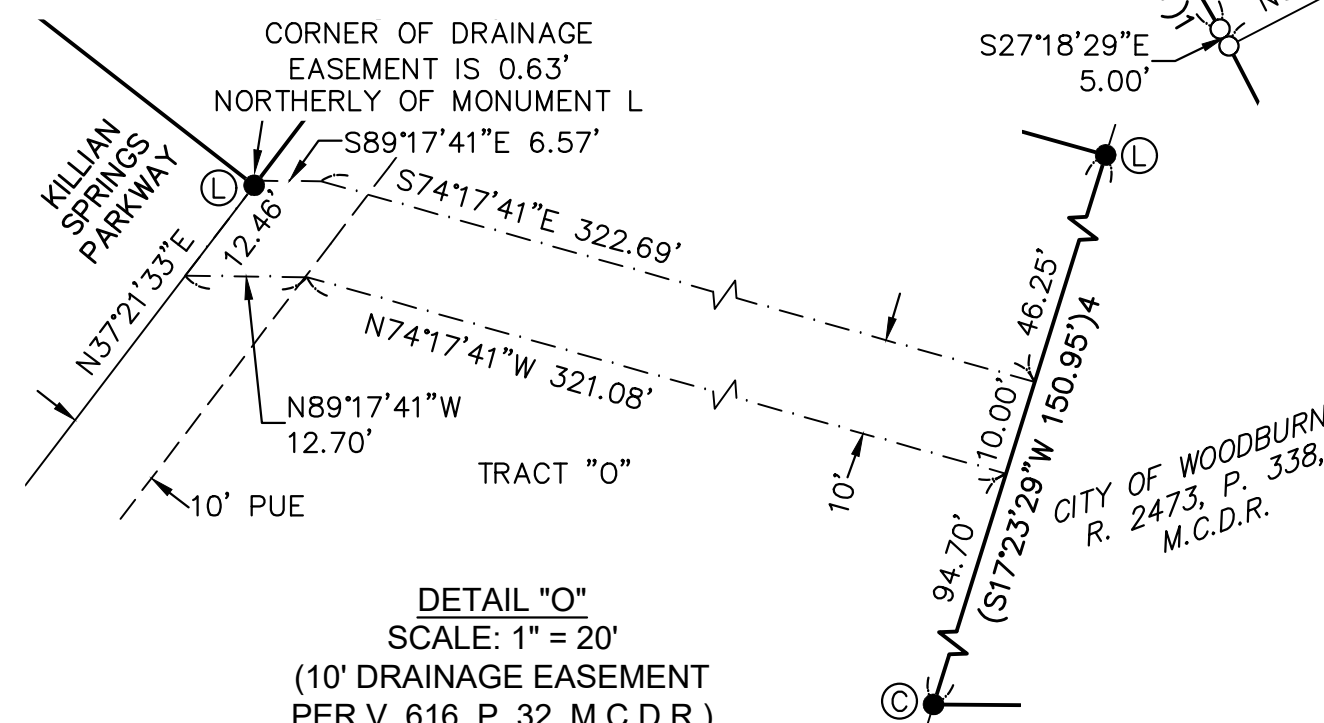 CORNER OF DRAINAGE
EASEMENT IS 0.63'
NORTHERLY OF MONUMENT L
S27°18'29"E
5.00'
S89°17'41"E 6.57'
KILLIAN
SPRINGS
PARKWAY
L
L
12.46'
S74°17'41"E 322.69'
N37°21'33"E
46.25'
N74°17'41"W 321.08'
(S17°23'29"W 150.95')4
10.00'
N89°17'41"W
12.70'
TRACT "O"
10'
10' PUE
CITY OF WOODBURN
R. 2473, P. 338,
M.C.D.R.
94.70'
DETAIL "O"
SCALE: 1" = 20'
(10' DRAINAGE EASEMENT
PER V. 616, P. 32, M.C.D.R.)
C